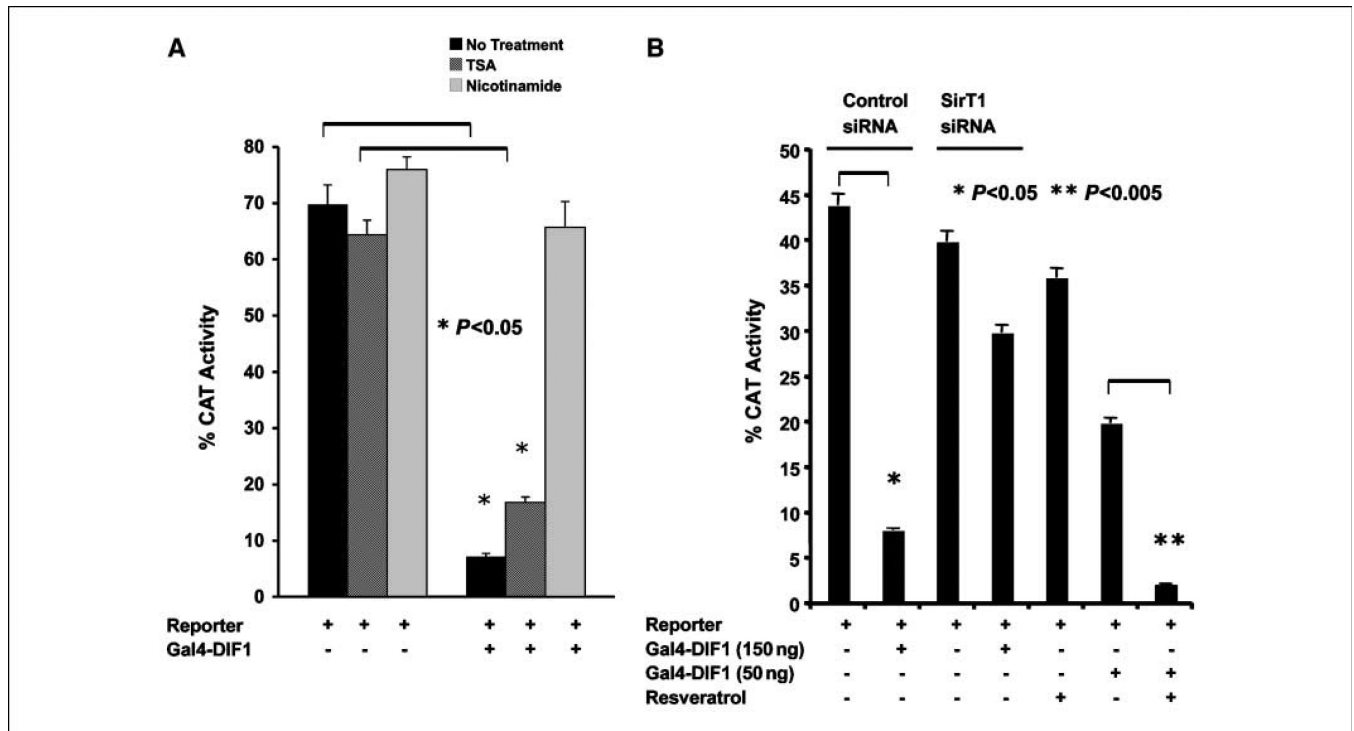 A
No Treatment
TSA
Nicotinamide
80
70
60
50
40
30
20
10
0
% CAT Activity
* P<0.05
*
*
Reporter + + + + + +
Gal4-DIF1 - - - + + +
B
Control siRNA
SirT1 siRNA
50
45
40
35
30
25
20
15
10
5
0
% CAT Activity
* P<0.05 ** P<0.005
*
**
Reporter + + + + + + +
Gal4-DIF1 (150 ng) - + - + - - -
Gal4-DIF1 (50 ng) - - - - - + +
Resveratrol - - - - + - +